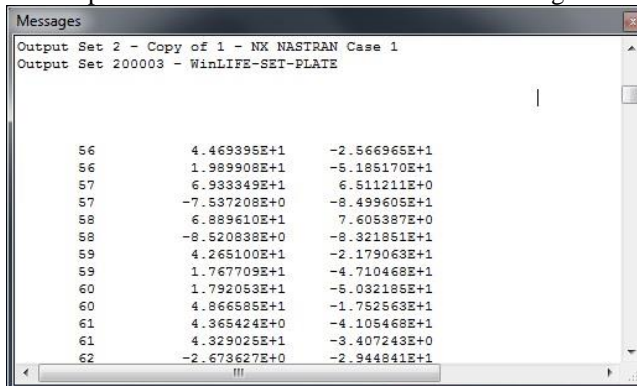 Messages
Output Set 2 - Copy of 1 - NX NASTRAN Case 1
Output Set 200003 - WinLIFE-SET-PLATE
56 4.469395E+1 -2.566965E+1
56 1.989908E+1 -5.185170E+1
57 6.933349E+1 6.511211E+0
57 -7.537208E+0 -8.499605E+1
58 6.889610E+1 7.605387E+0
58 -8.520838E+0 -8.321851E+1
59 4.265100E+1 -2.179063E+1
59 1.767709E+1 -4.710468E+1
60 1.792053E+1 -5.032185E+1
60 4.866585E+1 -1.752563E+1
61 4.365424E+0 -4.105468E+1
61 4.329025E+1 -3.407243E+0
62 -2.673627E+0 -2.944841E+1